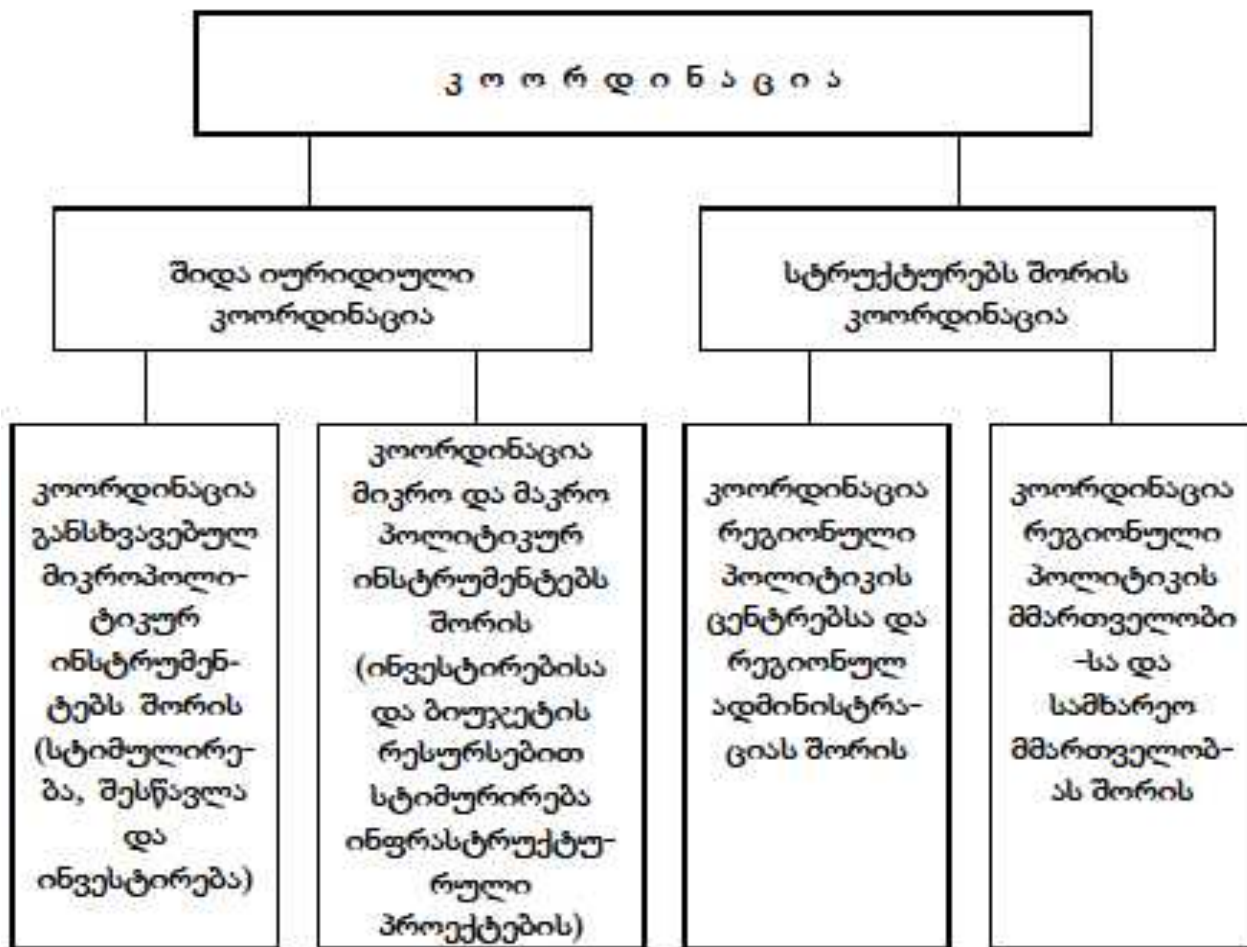 კ ო ო რ დ ი ნ ა ც ი ა
შიდა იურიდიული
კოორდინაცია
სტრუქტურებს შორის
კოორდინაცია
კოორდინაცია
განსხვავებულ
მიკროპოლი-
ტიკურ
ინსტრუმენ-
ტებს შორის
(სტიმულირე-
ბა, შესწავლა
და
ინვესტირება)
კოორდინაცია
მიკრო და მაკრო
პოლიტიკურ
ინსტრუმენტებს
შორის
(ინვესტირებისა
და ბიუჯეტის
რესურსებით
სტიმურირება
ინფრასტრუქტუ-
რული
პროექტების)
კოორდინაცია
რეგიონული
პოლიტიკის
ცენტრებსა და
რეგიონულ
ადმინისტრა-
ციას შორის
კოორდინაცია
რეგიონული
პოლიტიკის
მმართველობი
-სა და
სამხარეო
მმართველობ-
ას შორის